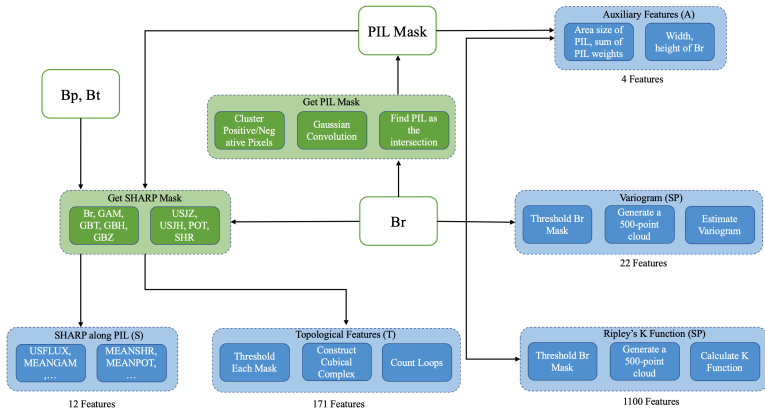 Auxiliary Features (A)
PIL Mask
Area size of
PIL, sum of
PIL weights
Width,
height of Br
4 Features
Bp, Bt
Get PIL Mask
Cluster
Positive/Neg
ative Pixels
Gaussian
Convolution
Find PIL as
the
intersection
Get SHARP Mask
Br, GAM,
GBT, GBH,
GBZ
USJZ,
USJH, POT,
SHR
Br
Variogram (SP)
Threshold Br
Mask
Generate a
500-point
cloud
Estimate
Variogram
22 Features
SHARP along PIL (S)
USFLUX,
MEANGAM
,…
MEANSHR,
MEANPOT,
…
12 Features
Topological Features (T)
Threshold
Each Mask
Construct
Cubical
Complex
Count Loops
171 Features
Ripley's K Function (SP)
Threshold Br
Mask
Generate a
500-point
cloud
Calculate K
Function
1100 Features